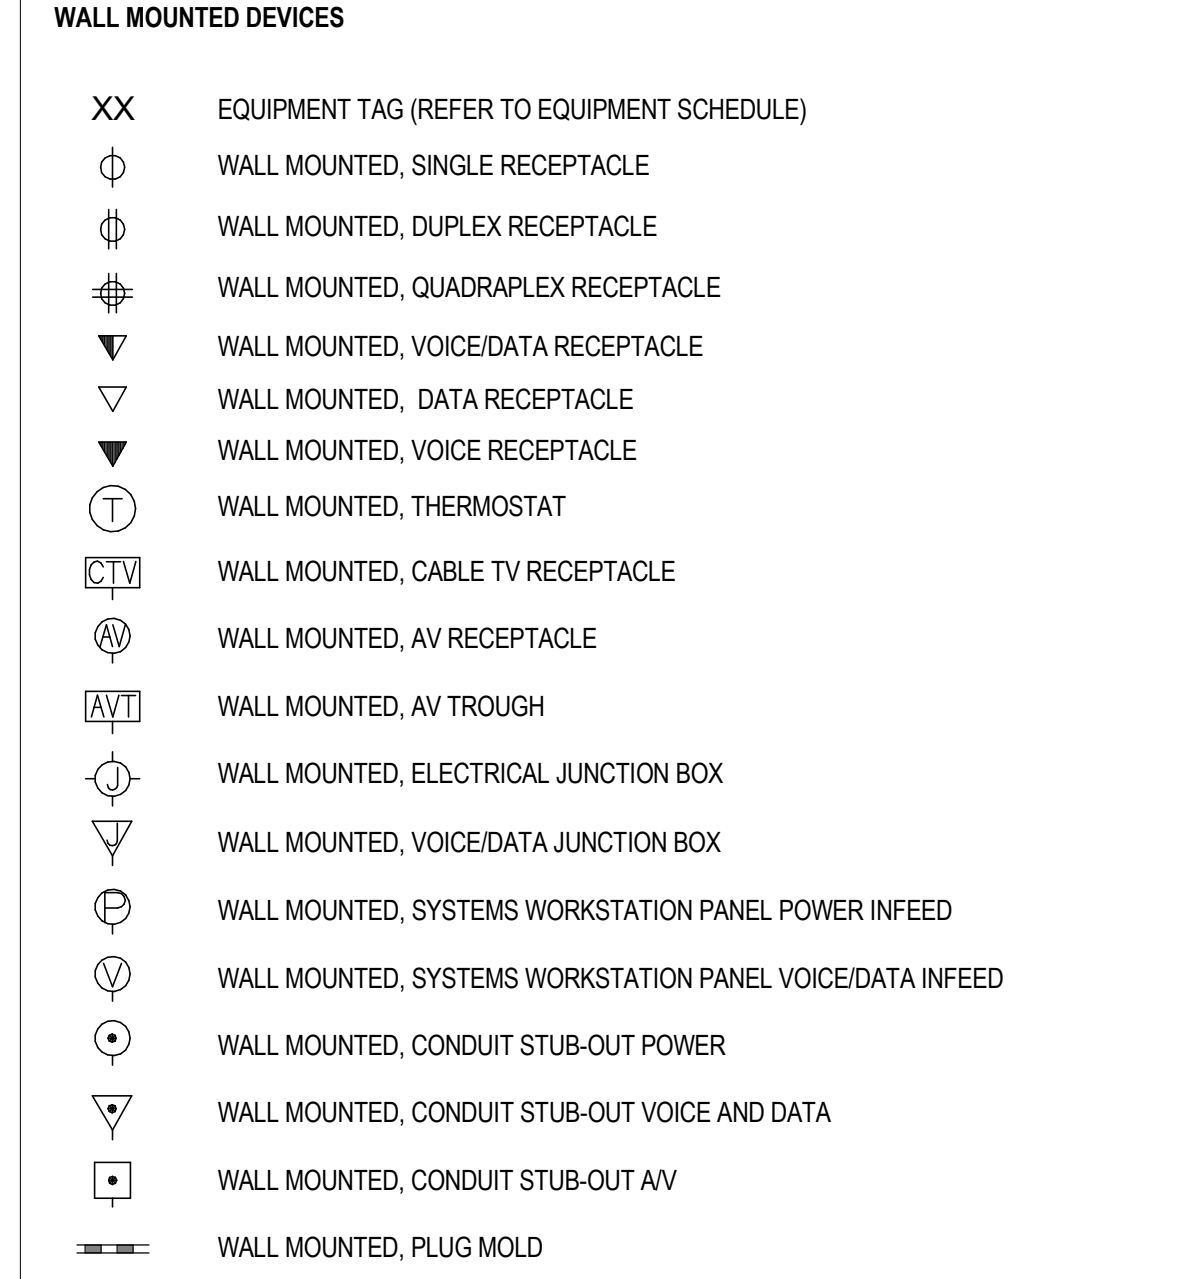 WALL MOUNTED DEVICES
XX EQUIPMENT TAG (REFER TO EQUIPMENT SCHEDULE)
WALL MOUNTED, SINGLE RECEPTACLE
WALL MOUNTED, DUPLEX RECEPTACLE
WALL MOUNTED, QUADRAPLEX RECEPTACLE
WALL MOUNTED, VOICE/DATA RECEPTACLE
WALL MOUNTED, DATA RECEPTACLE
WALL MOUNTED, VOICE RECEPTACLE
T WALL MOUNTED, THERMOSTAT
CTV WALL MOUNTED, CABLE TV RECEPTACLE
AV WALL MOUNTED, AV RECEPTACLE
AVT WALL MOUNTED, AV TROUGH
J WALL MOUNTED, ELECTRICAL JUNCTION BOX
J WALL MOUNTED, VOICE/DATA JUNCTION BOX
P WALL MOUNTED, SYSTEMS WORKSTATION PANEL POWER INFEED
V WALL MOUNTED, SYSTEMS WORKSTATION PANEL VOICE/DATA INFEED
WALL MOUNTED, CONDUIT STUB-OUT POWER
WALL MOUNTED, CONDUIT STUB-OUT VOICE AND DATA
WALL MOUNTED, CONDUIT STUB-OUT A/V
WALL MOUNTED, PLUG MOLD